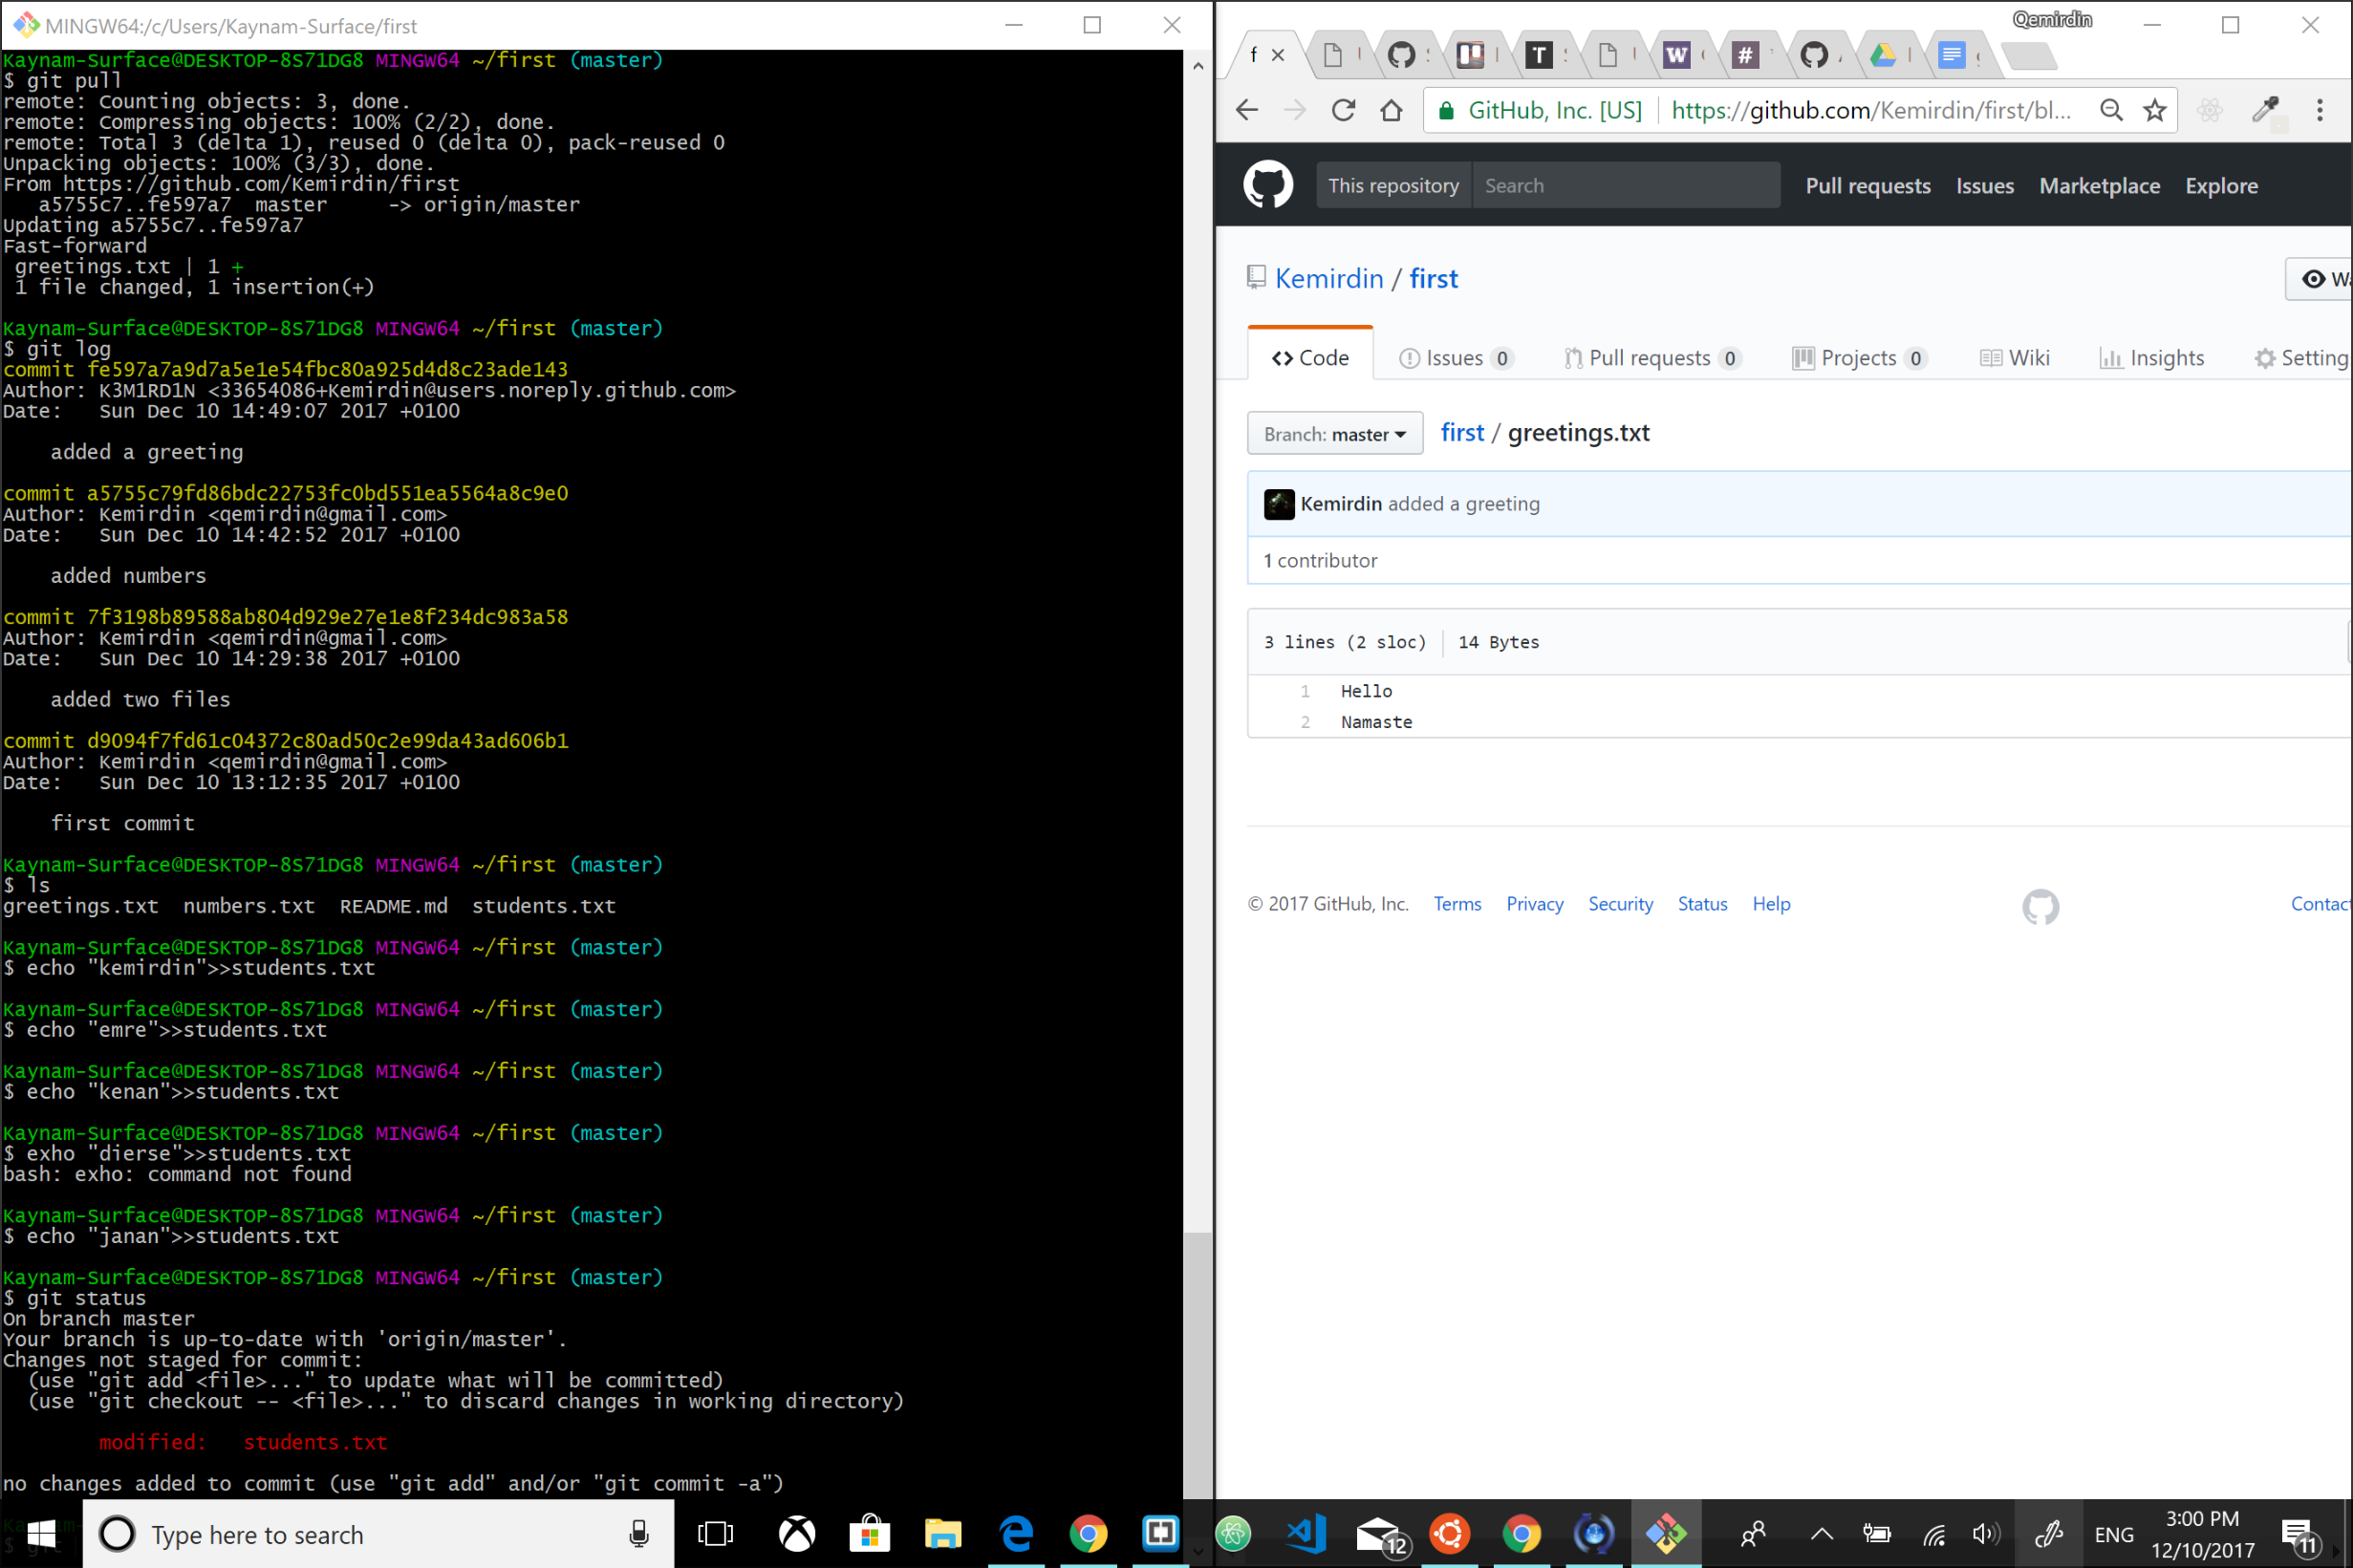 MINGW64:/c/Users/Kaynam-Surface/first
Kaynam-Surface@DESKTOP-8S71DG8 MINGW64 ~/first (master)
$ git pull
remote: Counting objects: 3, done.
remote: Compressing objects: 100% (2/2), done.
remote: Total 3 (delta 1), reused 0 (delta 0), pack-reused 0
Unpacking objects: 100% (3/3), done.
From https://github.com/Kemirdin/first
   a5755c7..fe597a7  master     -> origin/master
Updating a5755c7..fe597a7
Fast-forward
 greetings.txt | 1 +
 1 file changed, 1 insertion(+)
Kaynam-Surface@DESKTOP-8S71DG8 MINGW64 ~/first (master)
$ git log
commit fe597a7a9d7a5e1e54fbc80a925d4d8c23ade143
Author: K3M1RD1N <33654086+Kemirdin@users.noreply.github.com>
Date:   Sun Dec 10 14:49:07 2017 +0100
    added a greeting
commit a5755c79fd86bdc22753fc0bd551ea5564a8c9e0
Author: Kemirdin <qemirdin@gmail.com>
Date:   Sun Dec 10 14:42:52 2017 +0100
    added numbers
commit 7f3198b89588ab804d929e27e1e8f234dc983a58
Author: Kemirdin <qemirdin@gmail.com>
Date:   Sun Dec 10 14:29:38 2017 +0100
    added two files
commit d9094f7fd61c04372c80ad50c2e99da43ad606b1
Author: Kemirdin <qemirdin@gmail.com>
Date:   Sun Dec 10 13:12:35 2017 +0100
    first commit
Kaynam-Surface@DESKTOP-8S71DG8 MINGW64 ~/first (master)
$ ls
greetings.txt  numbers.txt  README.md  students.txt
Kaynam-Surface@DESKTOP-8S71DG8 MINGW64 ~/first (master)
$ echo "kemirdin">>students.txt
Kaynam-Surface@DESKTOP-8S71DG8 MINGW64 ~/first (master)
$ echo "emre">>students.txt
Kaynam-Surface@DESKTOP-8S71DG8 MINGW64 ~/first (master)
$ echo "kenan">>students.txt
Kaynam-Surface@DESKTOP-8S71DG8 MINGW64 ~/first (master)
$ exho "dierse">>students.txt
bash: exho: command not found
Kaynam-Surface@DESKTOP-8S71DG8 MINGW64 ~/first (master)
$ echo "janan">>students.txt
Kaynam-Surface@DESKTOP-8S71DG8 MINGW64 ~/first (master)
$ git status
On branch master
Your branch is up-to-date with 'origin/master'.
Changes not staged for commit:
  (use "git add <file>..." to update what will be committed)
  (use "git checkout -- <file>..." to discard changes in working directory)
        modified:   students.txt
no changes added to commit (use "git add" and/or "git commit -a")
Qemirdin
f
GitHub, Inc. [US] https://github.com/Kemirdin/first/bl...
This repository Search Pull requests Issues Marketplace Explore
Kemirdin / first
Code Issues 0 Pull requests 0 Projects 0 Wiki Insights Setting
Branch: master first / greetings.txt
Kemirdin added a greeting
1 contributor
3 lines (2 sloc) 14 Bytes
1 Hello
2 Namaste
© 2017 GitHub, Inc. Terms Privacy Security Status Help Contac
Type here to search
12
ENG
3:00 PM
12/10/2017
11